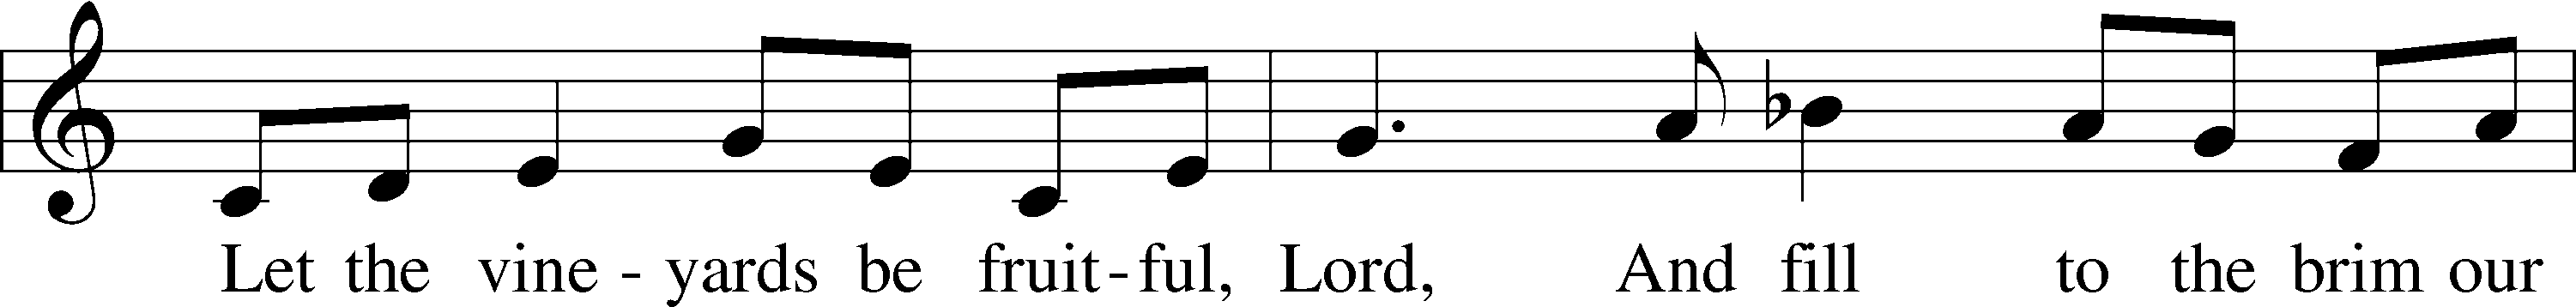 Let the vine - yards be fruit - ful, Lord, And fill to the brim our